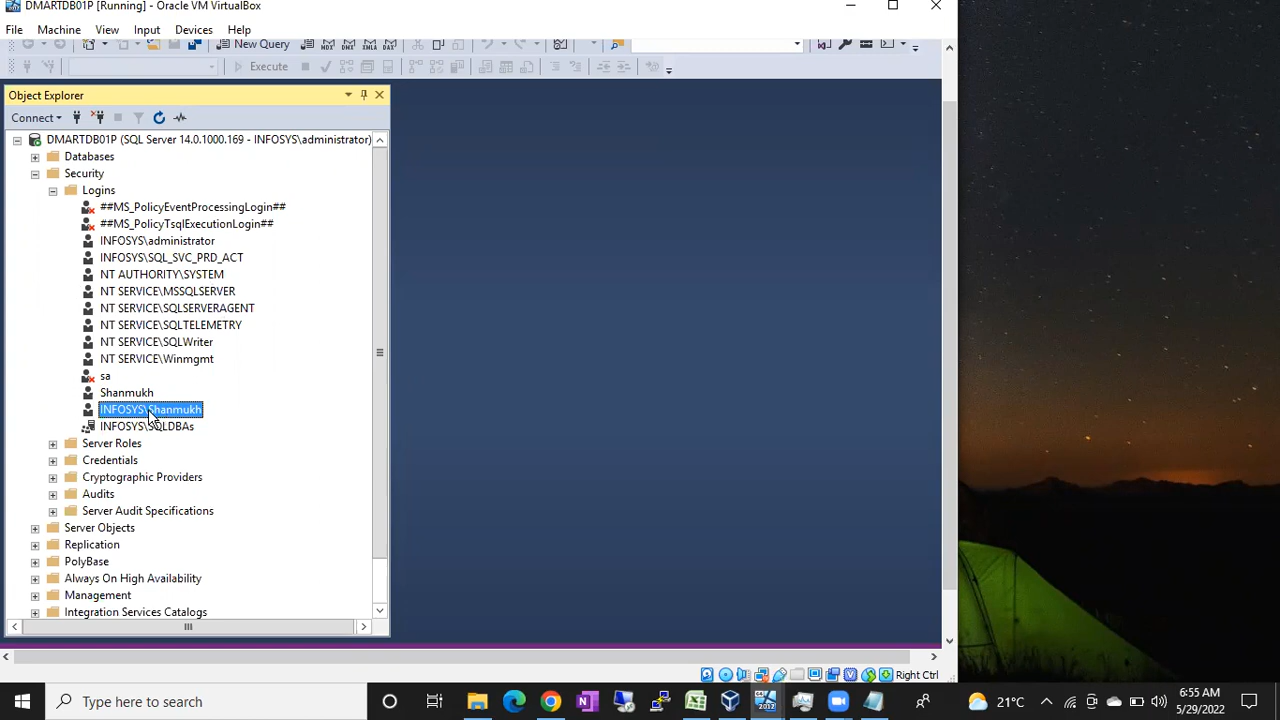 DMARTDB01P [Running] - Oracle VM VirtualBox
File Machine View Input Devices Help
New Query MDX DMX XMLA DAX
Execute
Object Explorer
Connect
DMARTDB01P (SQL Server 14.0.1000.169 - INFOSYS\administrator)
Databases
Security
Logins
##MS_PolicyEventProcessingLogin##
##MS_PolicyTsqlExecutionLogin##
INFOSYS\administrator
INFOSYS\SQL_SVC_PRD_ACT
NT AUTHORITY\SYSTEM
NT SERVICE\MSSQLSERVER
NT SERVICE\SQLSERVERAGENT
NT SERVICE\SQLTELEMETRY
NT SERVICE\SQLWriter
NT SERVICE\Winmgmt
sa
Shanmukh
INFOSYS\Shanmukh
INFOSYS\SQLDBAs
Server Roles
Credentials
Cryptographic Providers
Audits
Server Audit Specifications
Server Objects
Replication
PolyBase
Always On High Availability
Management
Integration Services Catalogs
Right Ctrl
Type here to search
21°C
6:55 AM
5/29/2022